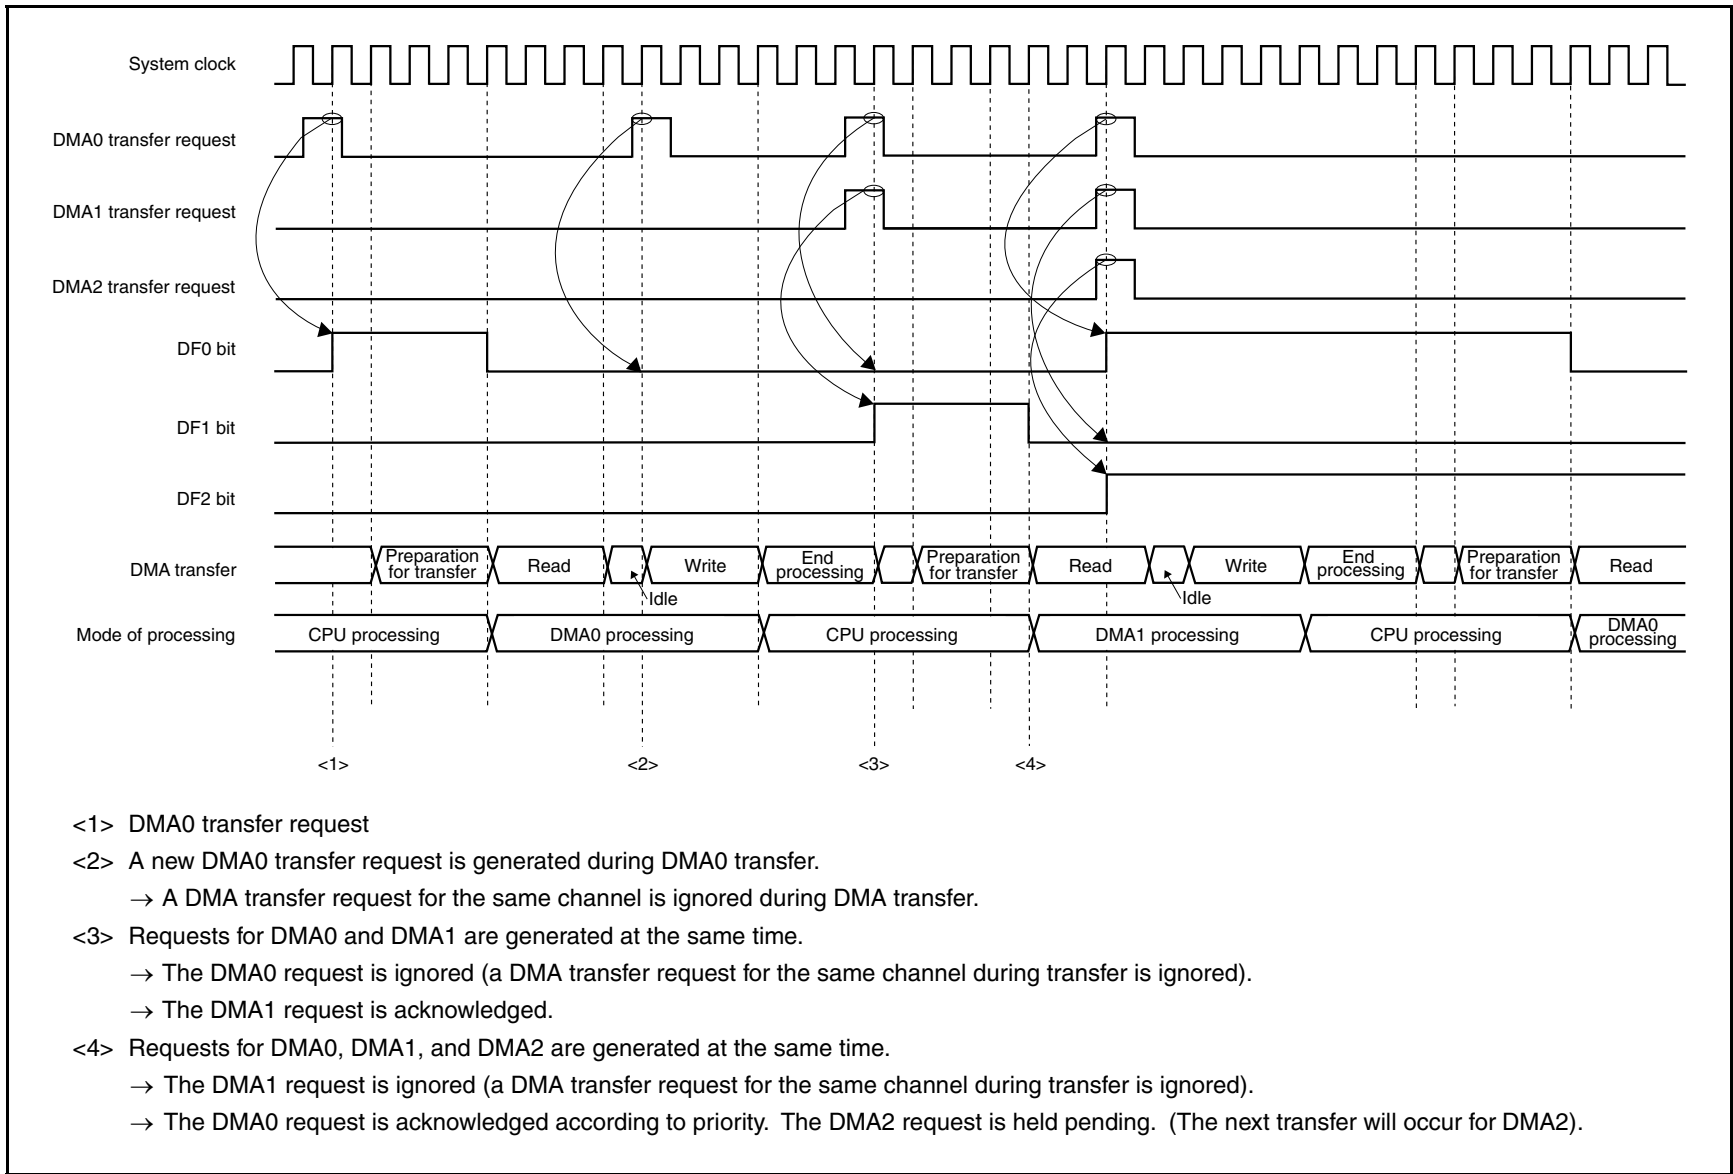 System clock
DMA0 transfer request
DMA1 transfer request
DMA2 transfer request
DF0 bit
DF1 bit
DF2 bit
DMA transfer
Preparation
for transfer
Read
Idle
Write
End
processing
Preparation
for transfer
Read
Idle
Write
End
processing
Preparation
for transfer
Read
Mode of processing
CPU processing
DMA0 processing
CPU processing
DMA1 processing
CPU processing
DMA0
processing
<1>
<2>
<3>
<4>
<1> DMA0 transfer request
<2> A new DMA0 transfer request is generated during DMA0 transfer.
→ A DMA transfer request for the same channel is ignored during DMA transfer.
<3> Requests for DMA0 and DMA1 are generated at the same time.
→ The DMA0 request is ignored (a DMA transfer request for the same channel during transfer is ignored).
→ The DMA1 request is acknowledged.
<4> Requests for DMA0, DMA1, and DMA2 are generated at the same time.
→ The DMA1 request is ignored (a DMA transfer request for the same channel during transfer is ignored).
→ The DMA0 request is acknowledged according to priority. The DMA2 request is held pending. (The next transfer will occur for DMA2).